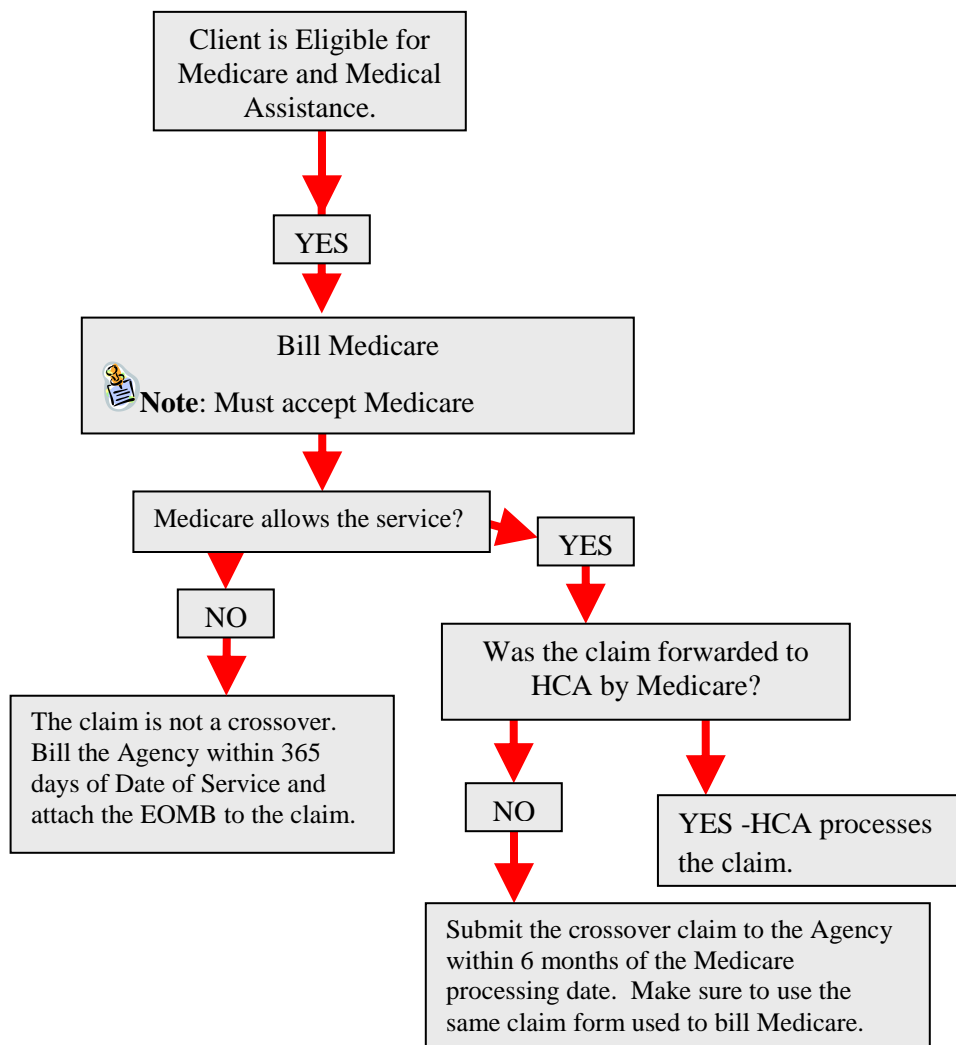 Client is Eligible for
Medicare and Medical
Assistance.
YES
Bill Medicare
Note: Must accept Medicare
Medicare allows the service?
YES
NO
Was the claim forwarded to
HCA by Medicare?
The claim is not a crossover.
Bill the Agency within 365
days of Date of Service and
attach the EOMB to the claim.
NO
YES -HCA processes
the claim.
Submit the crossover claim to the Agency
within 6 months of the Medicare
processing date.  Make sure to use the
same claim form used to bill Medicare.